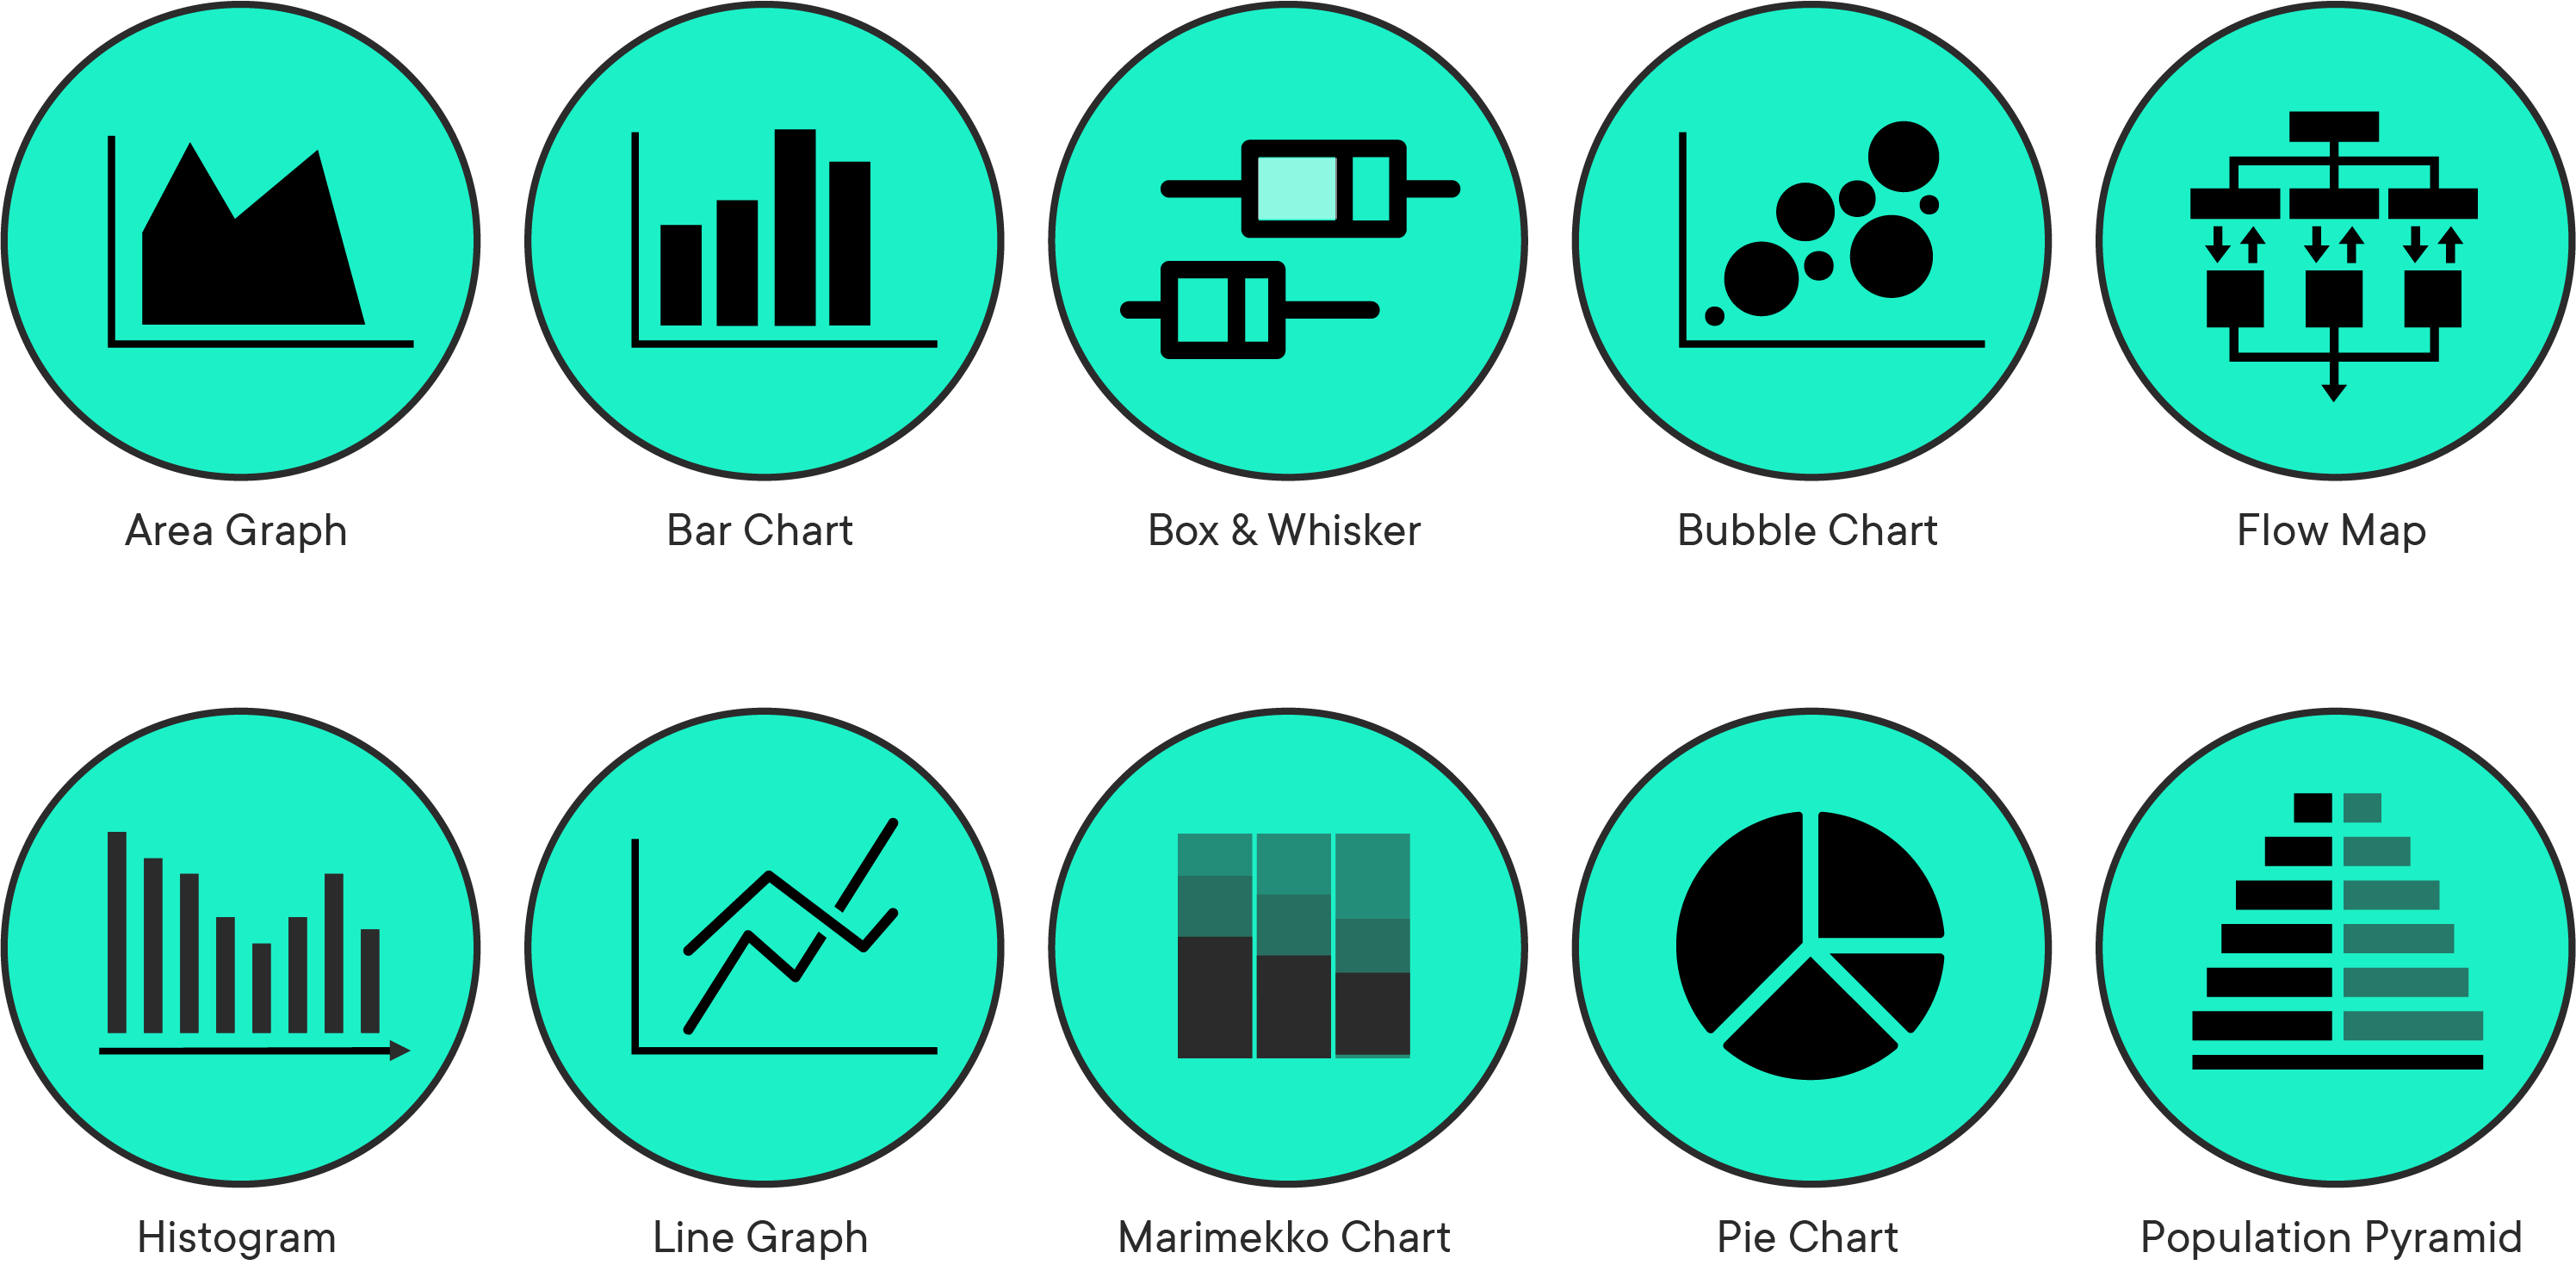 Area Graph
Bar Chart
Box & Whisker
Bubble Chart
Flow Map
Histogram
Line Graph
Marimekko Chart
Pie Chart
Population Pyramid